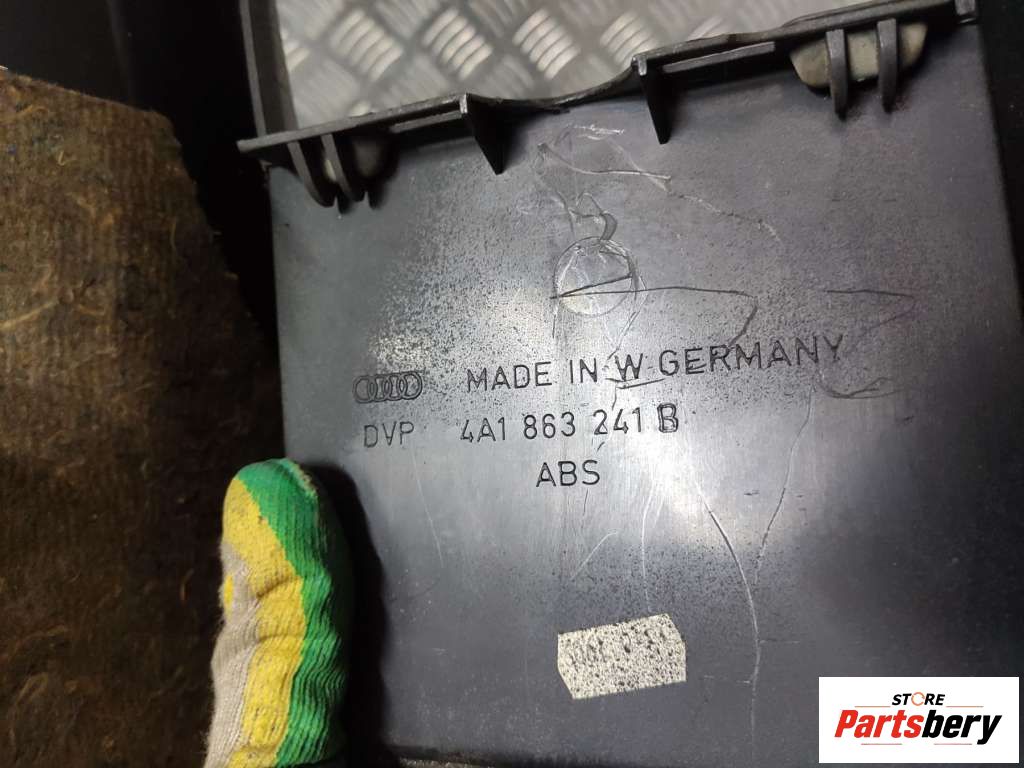 MADE IN W. GERMANY
DVP 4A1 863 241 B
ABS
STORE
Partsbery